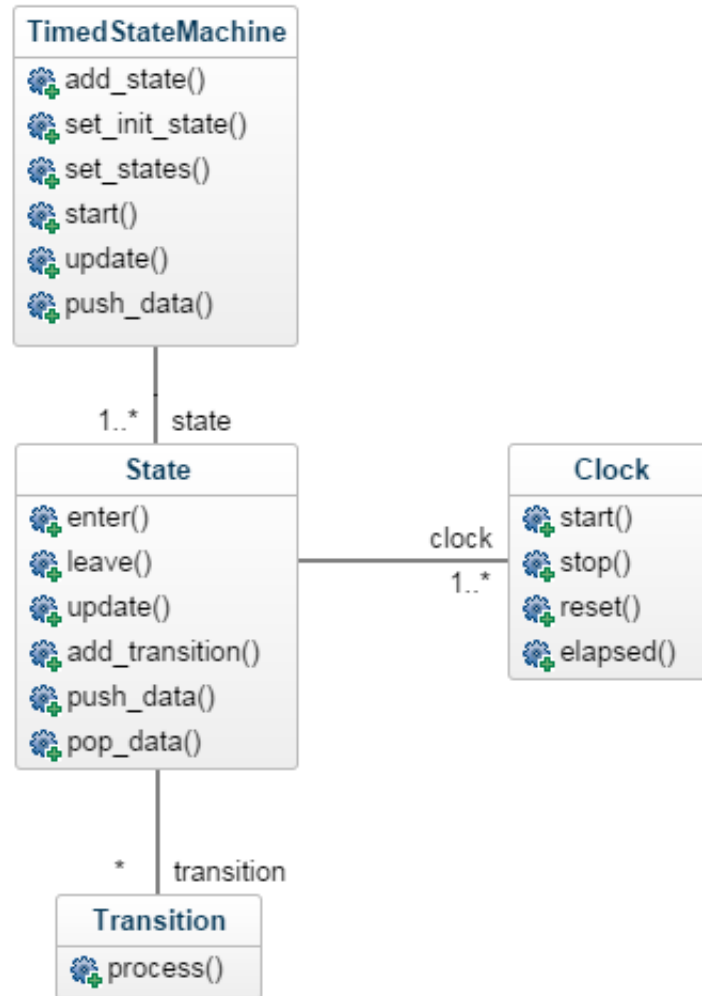 TimedStateMachine
add_state()
set_init_state()
set_states()
start()
update()
push_data()
1..* state
State
enter()
leave()
update()
add_transition()
push_data()
pop_data()
clock
1..*
Clock
start()
stop()
reset()
elapsed()
* transition
Transition
process()